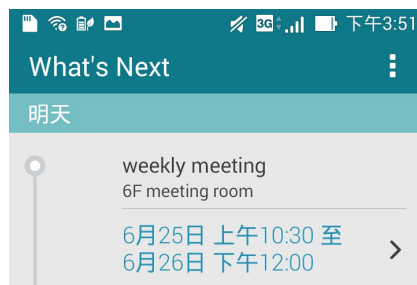 3G 下午3:51
What's Next
明天
weekly meeting
6F meeting room
6月25日 上午10:30 至
6月26日 下午12:00